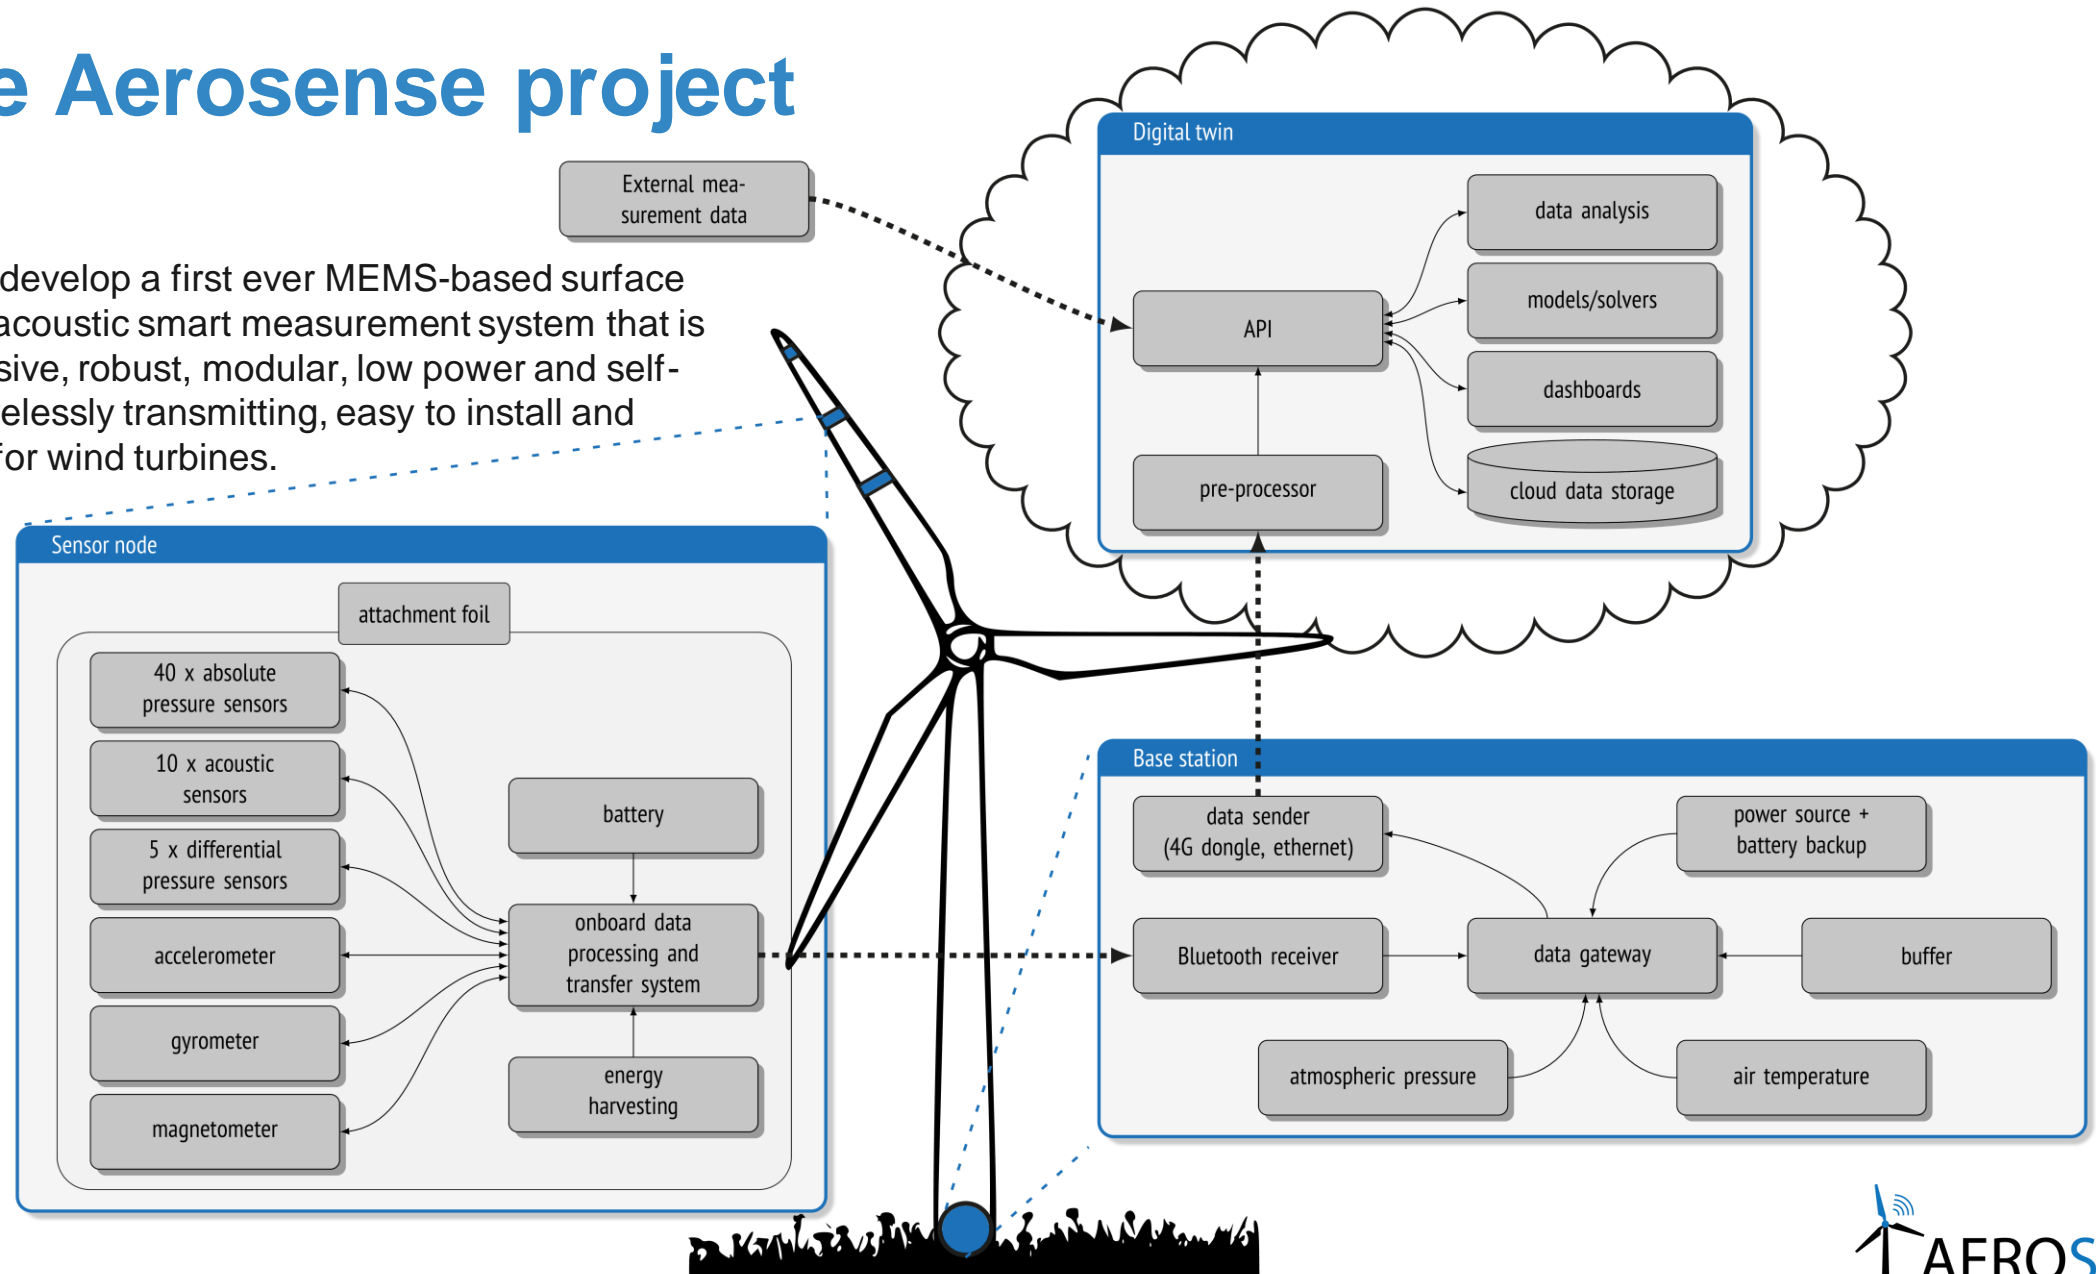 e Aerosense project
develop a first ever MEMS-based surface
acoustic smart measurement system that is
sive, robust, modular, low power and self-
elessly transmitting, easy to install and
for wind turbines.
External mea-
surement data
Digital twin
data analysis
models/solvers
API
dashboards
pre-processor
cloud data storage
Sensor node
attachment foil
40 x absolute
pressure sensors
10 x acoustic
sensors
5 x differential
pressure sensors
accelerometer
gyrometer
magnetometer
battery
onboard data
processing and
transfer system
energy
harvesting
Base station
data sender
(4G dongle, ethernet)
power source +
battery backup
Bluetooth receiver
data gateway
buffer
atmospheric pressure
air temperature
AEROS